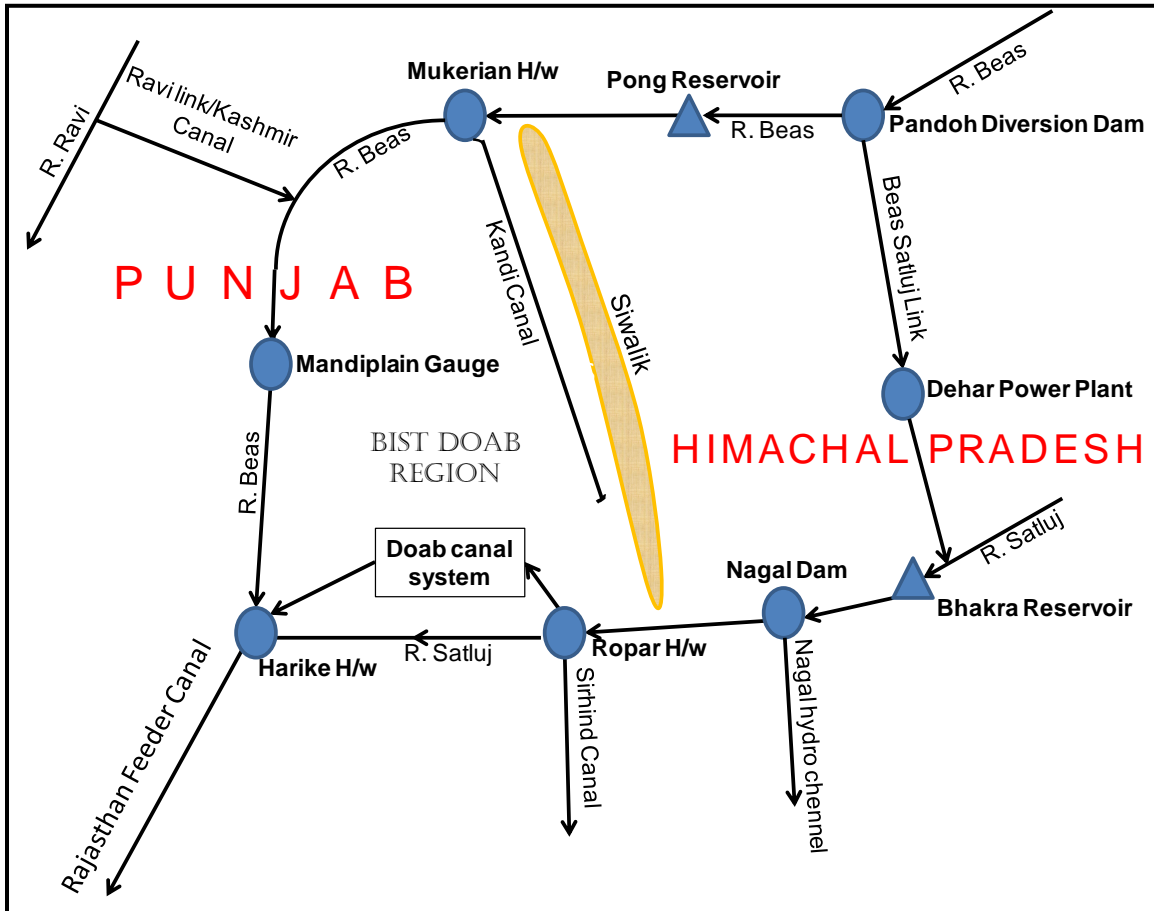 R. Beas
Mukerian H/w
Pong Reservoir
Ravi link/Kashmir
Canal
R. Ravi
R. Beas
R. Beas
Pandoh Diversion Dam
Kandi Canal
Siwalik
Beas Satluj Link
PUNJAB
Mandiplain Gauge
Dehar Power Plant
BIST DOAB
REGION
HIMACHAL PRADESH
R. Beas
Doab canal
system
Nagal Dam
R. Satluj
Bhakra Reservoir
Harike H/w
R. Satluj
Ropar H/w
Rajasthan Feeder Canal
Sirhind Canal
Nagal hydro chennel